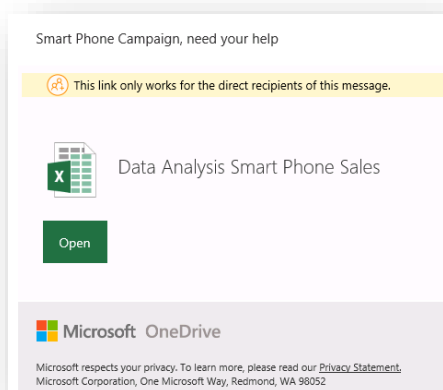 Smart Phone Campaign, need your help
This link only works for the direct recipients of this message.
X
Data Analysis Smart Phone Sales
Open
Microsoft OneDrive
Microsoft respects your privacy. To learn more, please read our Privacy Statement.
Microsoft Corporation, One Microsoft Way, Redmond, WA 98052